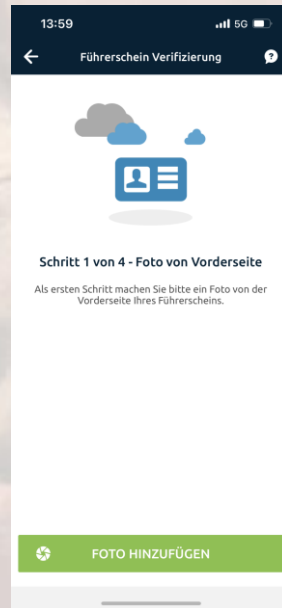 13:59
5G
Führerschein Verifizierung
?
Schritt 1 von 4 - Foto von Vorderseite
Als ersten Schritt machen Sie bitte ein Foto von der
Vorderseite Ihres Führerscheins.
FOTO HINZUFÜGEN